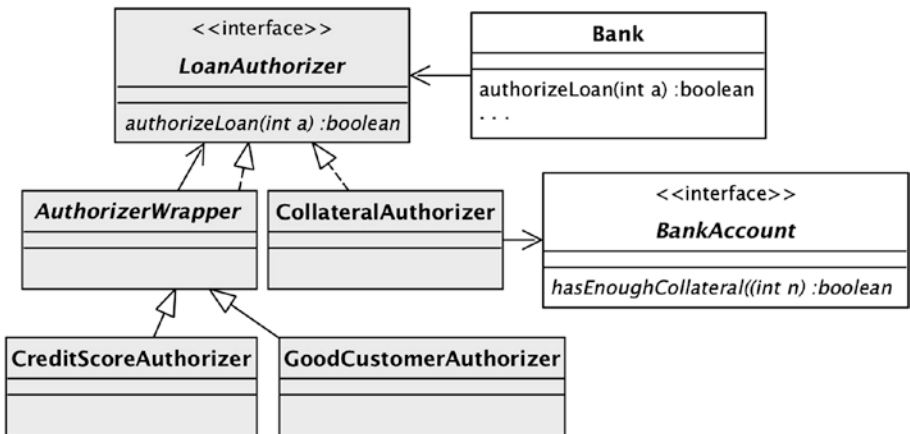 <<interface>>
LoanAuthorizer
authorizeLoan(int a) :boolean
Bank
authorizeLoan(int a) :boolean
. . .
AuthorizerWrapper
CollateralAuthorizer
<<interface>>
BankAccount
hasEnoughCollateral((int n) :boolean
CreditScoreAuthorizer
GoodCustomerAuthorizer